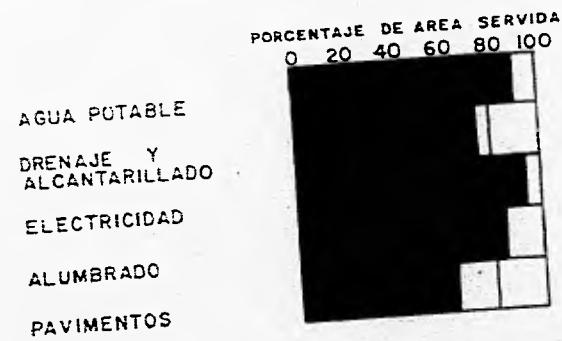 PORCENTAJE DE AREA SERVIDA
0 20 40 60 80 100
AGUA POTABLE
DRENAJE Y
ALCANTARILLADO
ELECTRICIDAD
ALUMBRADO
PAVIMENTOS